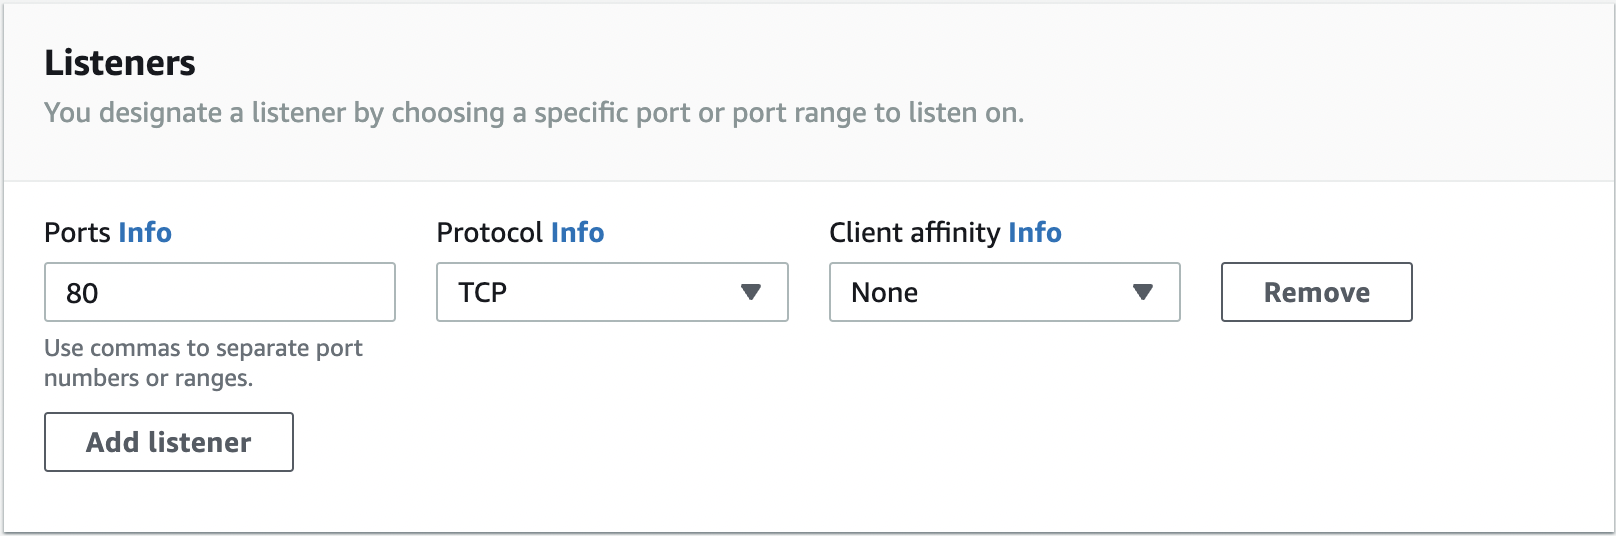 Listeners
You designate a listener by choosing a specific port or port range to listen on.
Ports Info
Protocol Info
Client affinity Info
80
TCP
None
Remove
Use commas to separate port
numbers or ranges.
Add listener